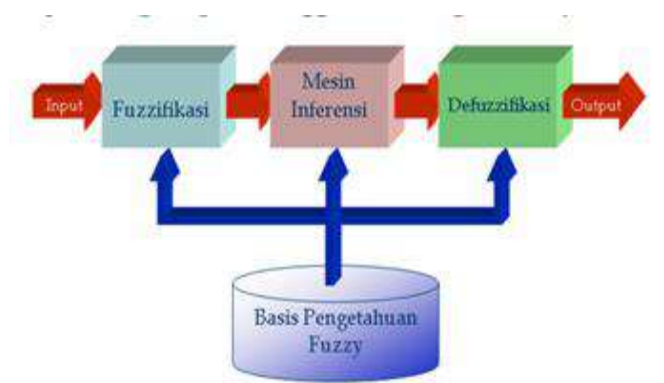 Input
Fuzzifikasi
Mesin
Inferensi
Defuzzifikasi
Output
Basis Pengetahuan
Fuzzy